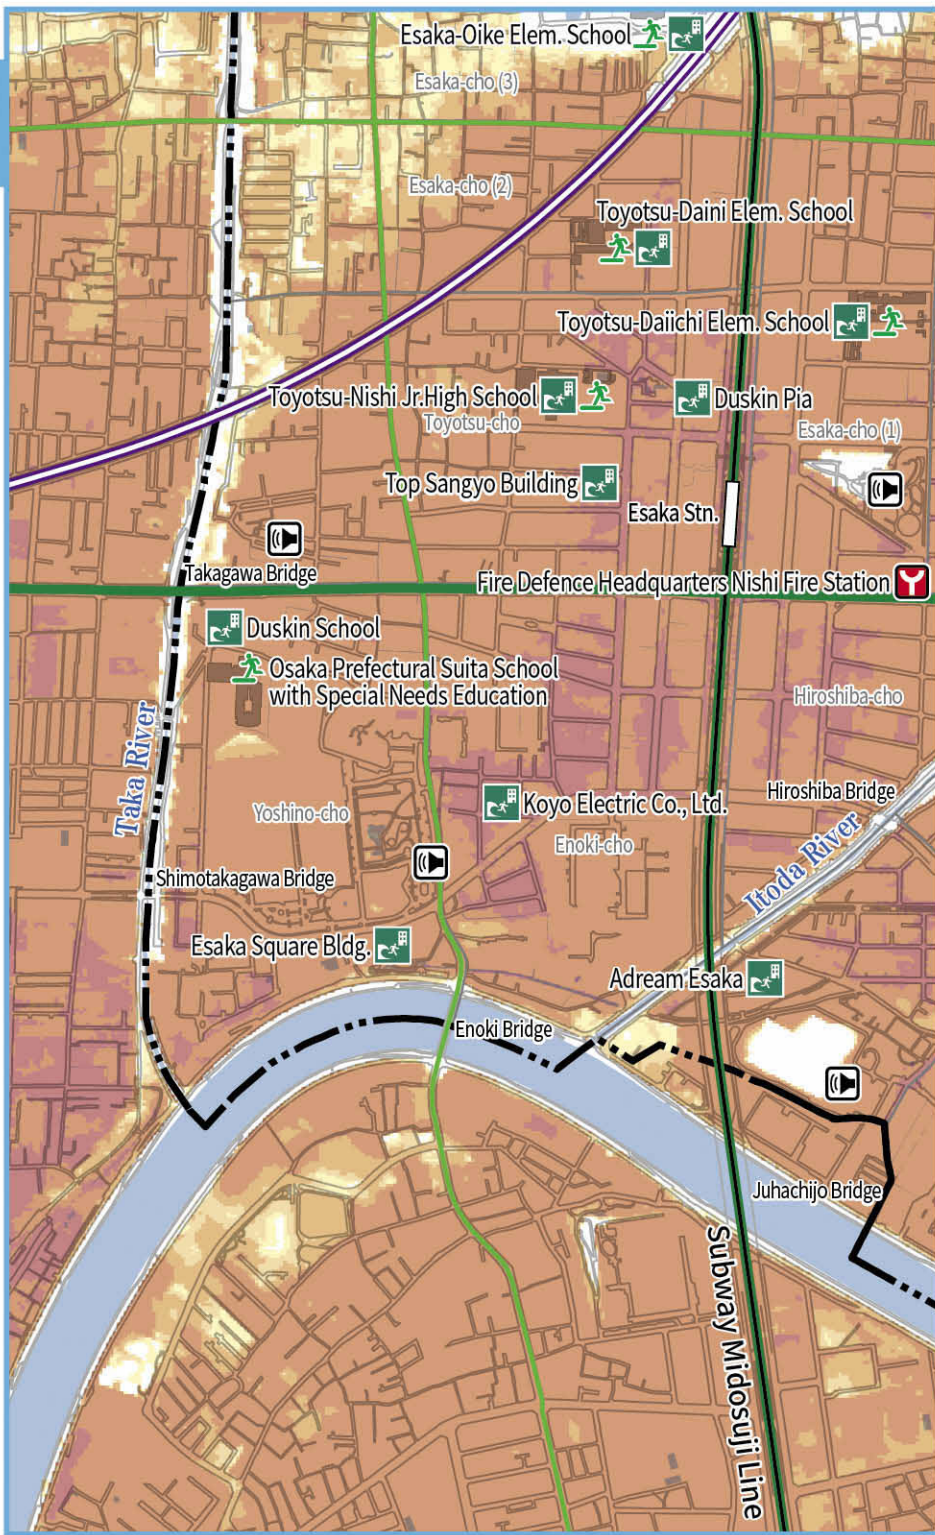 Esaka-Oike Elem. School
Esaka-cho (3)
Esaka-cho (2)
Toyotsu-Daini Elem. School
Toyotsu-Daiichi Elem. School
Toyotsu-Nishi Jr.High School
Duskin Pia
Toyotsu-cho
Esaka-cho (1)
Top Sangyo Building
Esaka Stn.
Takagawa Bridge
Fire Defence Headquarters Nishi Fire Station
Duskin School
Osaka Prefectural Suita School
with Special Needs Education
Hiroshiba-cho
Taka River
Hiroshiba Bridge
Koyo Electric Co., Ltd.
Yoshino-cho
Enoki-cho
Itoda River
Shimotakagawa Bridge
Esaka Square Bldg.
Adream Esaka
Enoki Bridge
Juhachijo Bridge
Subway Midosuji Line